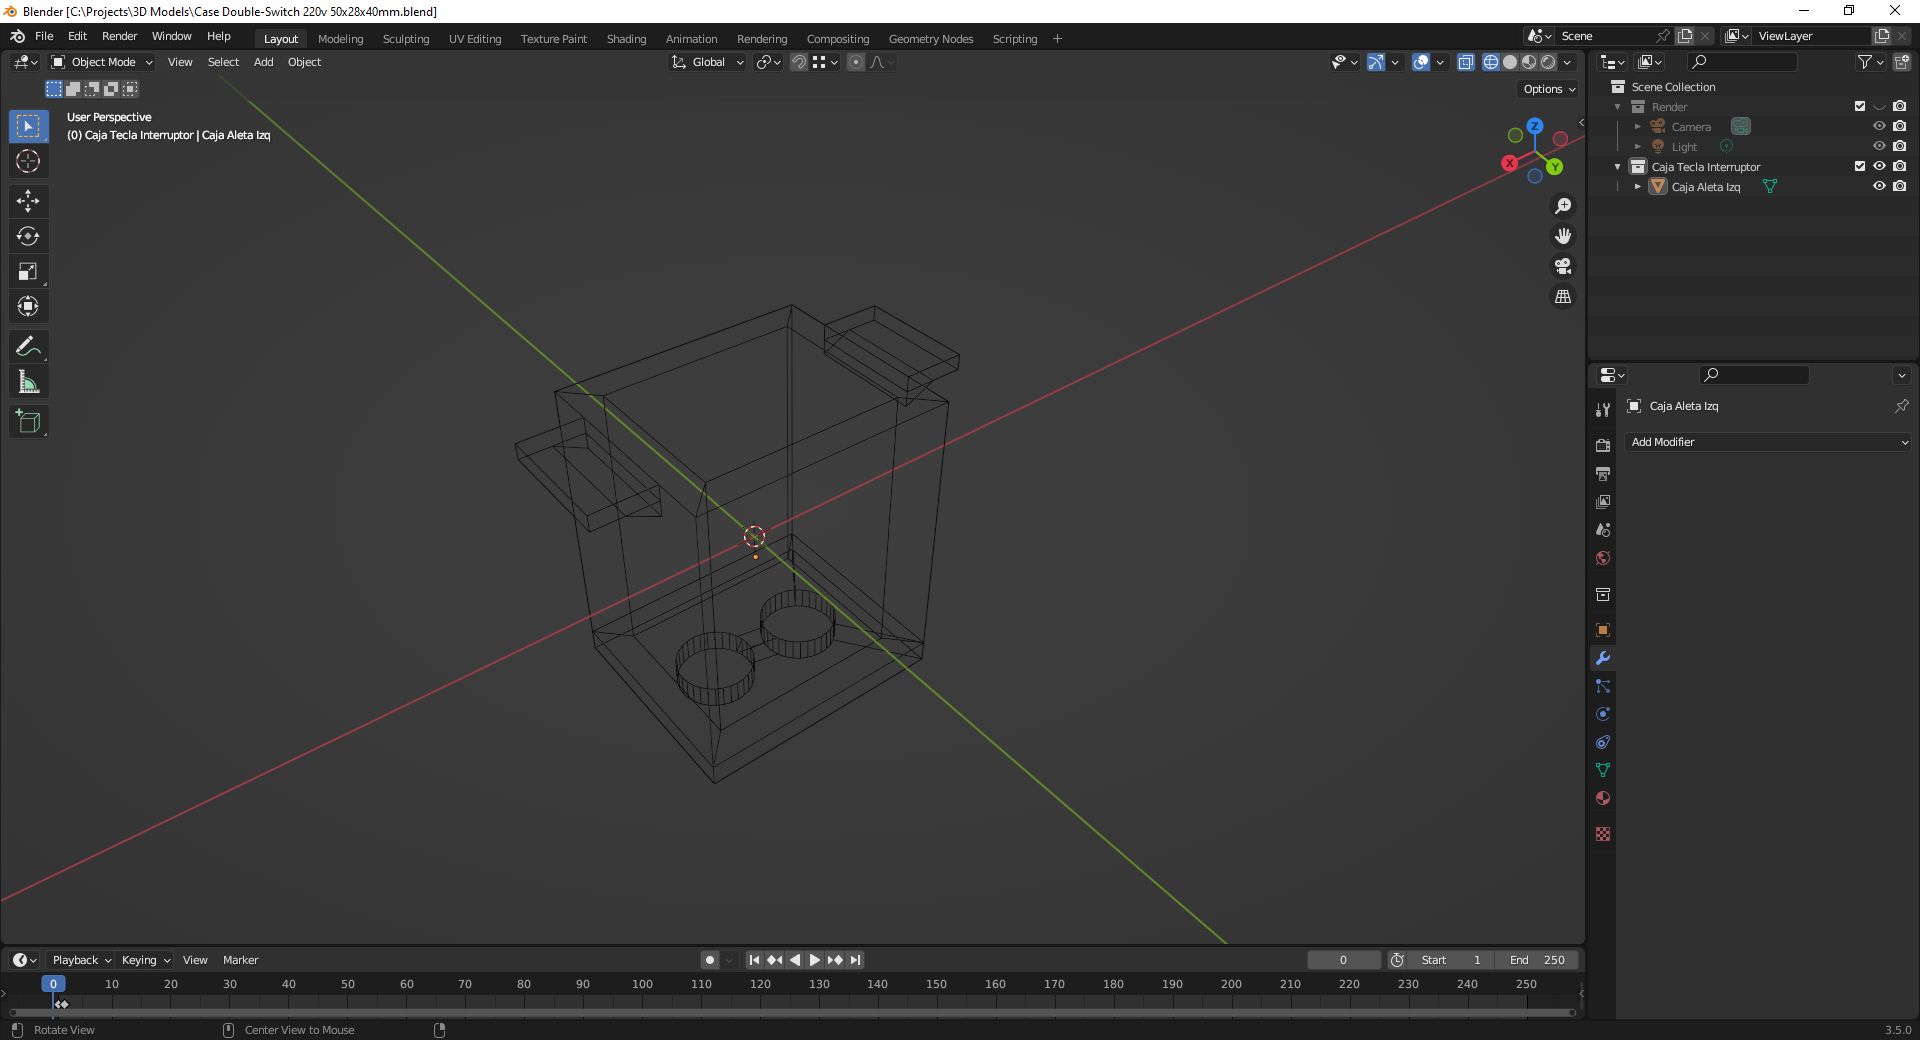 Blender [C:\Projects\3D Models\Case Double-Switch 220v 50x28x40mm.blend]
File Edit Render Window Help Layout Modeling Sculpting UV Editing Texture Paint Shading Animation Rendering Compositing Geometry Nodes Scripting + Scene ViewLayer
Object Mode View Select Add Object Global
Options
User Perspective
(0) Caja Tecla Interruptor | Caja Aleta Izq
Z
X
Y
Scene Collection
Render
Camera
Light
Caja Tecla Interruptor
Caja Aleta Izq
Caja Aleta Izq
Add Modifier
Playback Keying View Marker 0 Start 1 End 250
0 10 20 30 40 50 60 70 80 90 100 110 120 130 140 150 160 170 180 190 200 210 220 230 240 250
Rotate View Center View to Mouse 3.5.0